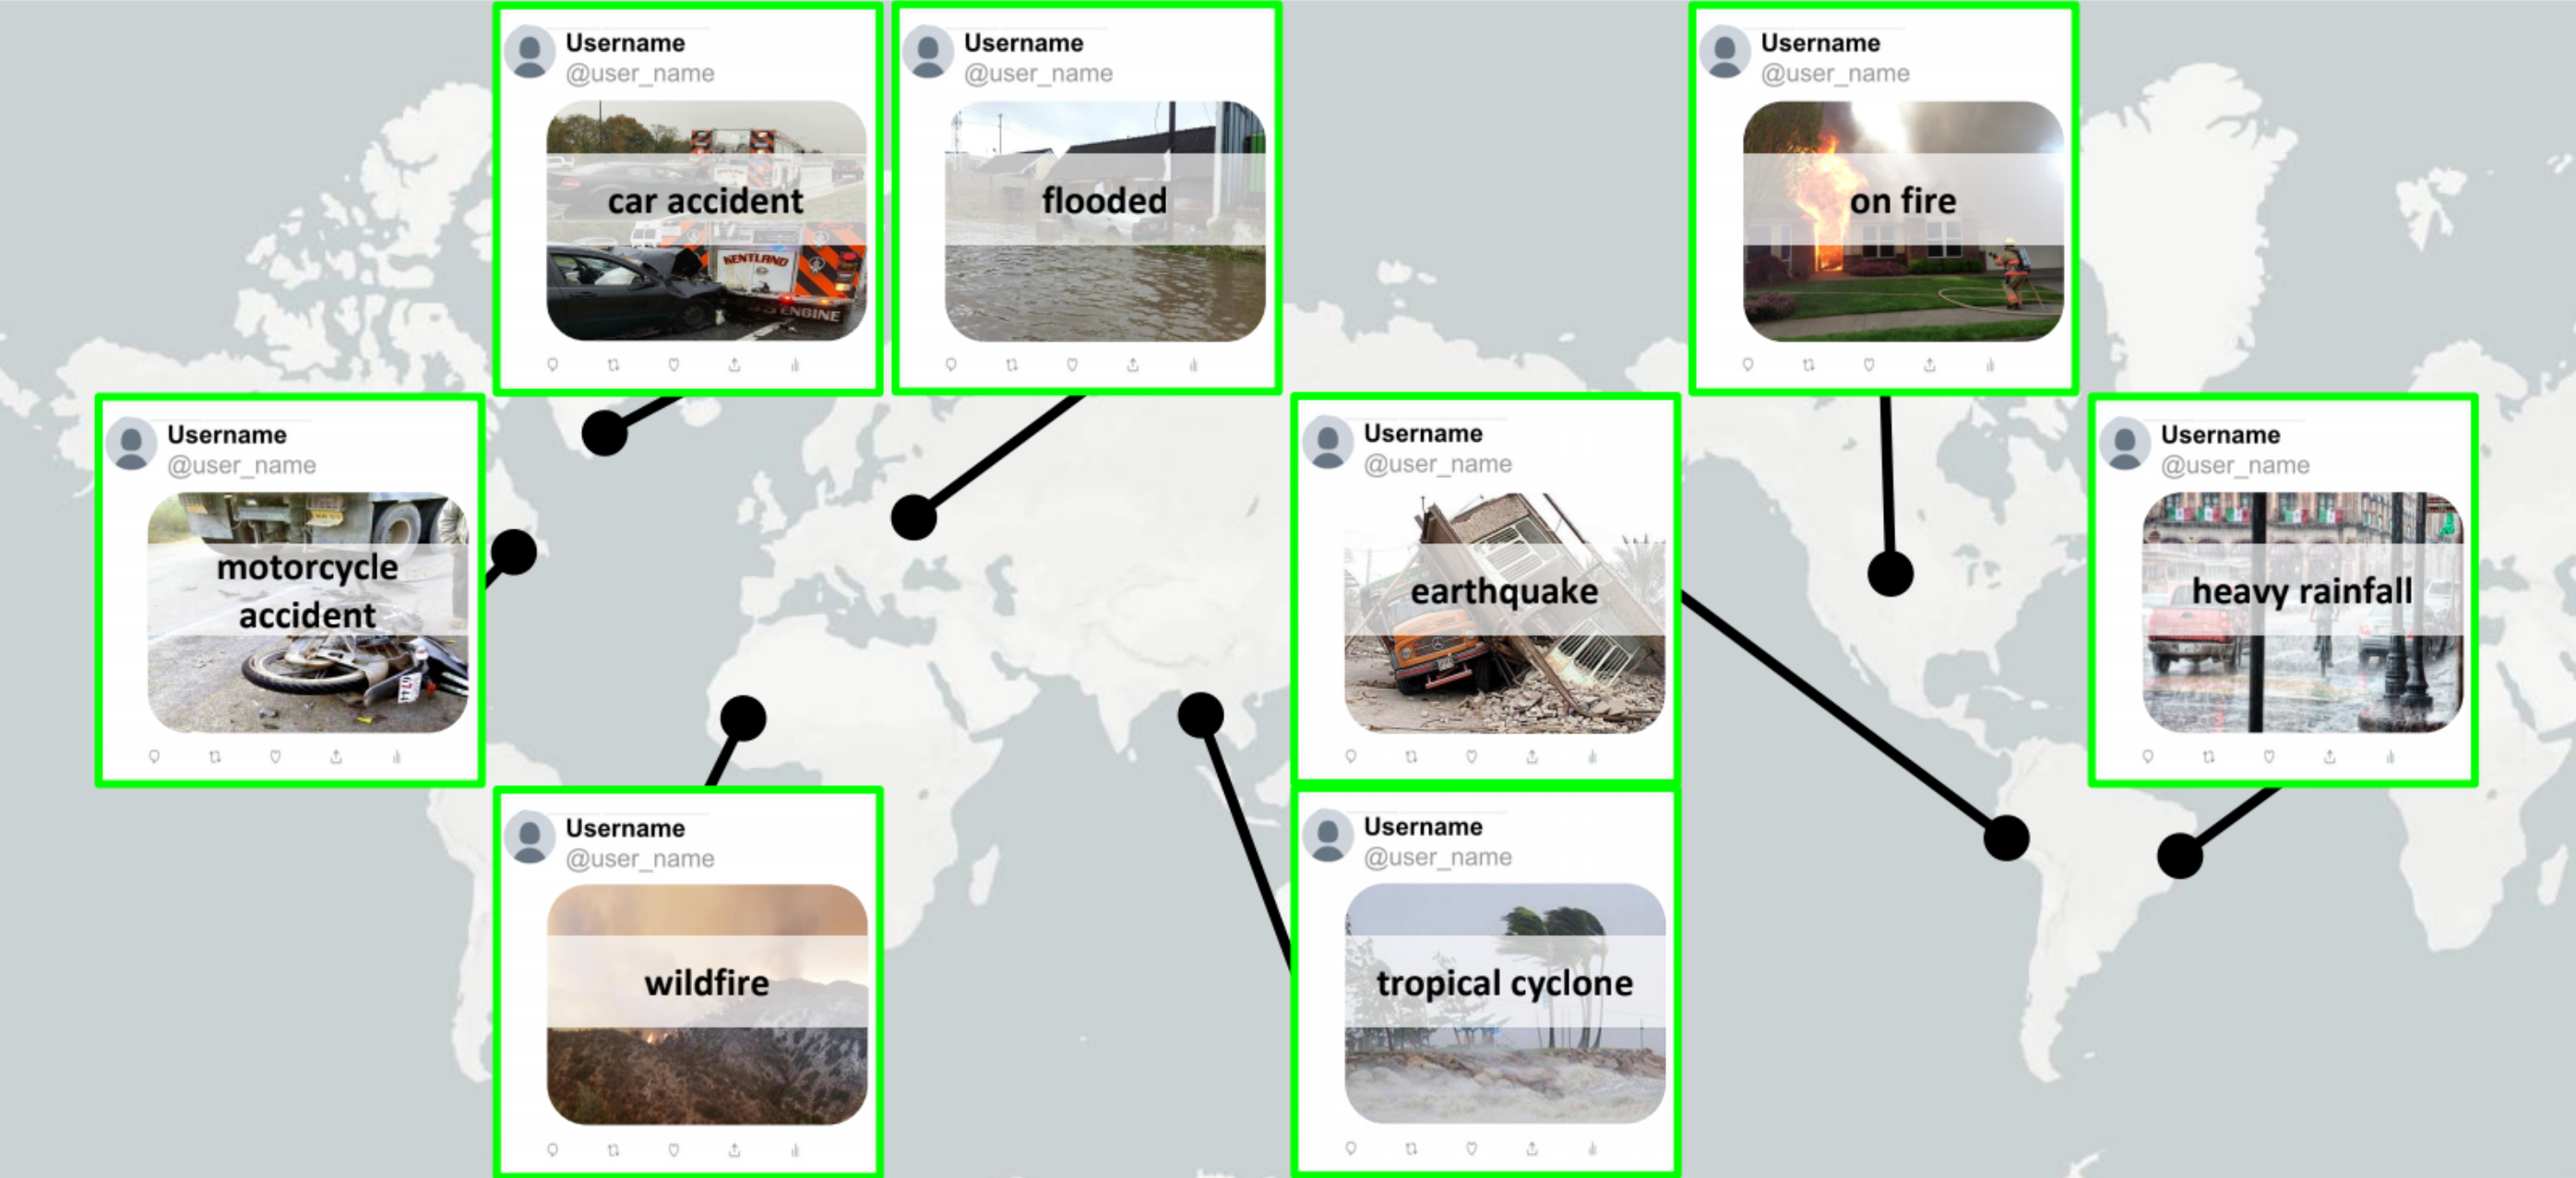 Username
@user_name
car accident
KENTLAND
ENGINE
Username
@user_name
flooded
Username
@user_name
on fire
Username
@user_name
motorcycle
accident
Username
@user_name
earthquake
Username
@user_name
heavy rainfall
Username
@user_name
wildfire
Username
@user_name
tropical cyclone